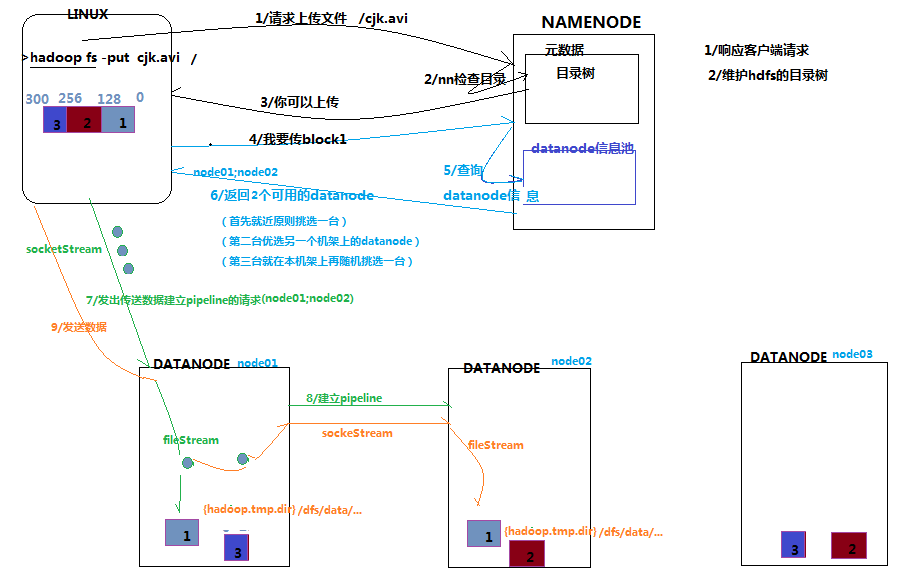 LINUX
1/请求上传文件 /cjk.avi
NAMENODE
>hadoop fs -put cjk.avi /
元数据
目录树
1/响应客户端请求
2/维护hdfs的目录树
2/nn检查目录
300 256 128 0
3/你可以上传
3 2 1
4/我要传block1
datanode信息池
node01;node02
5/查询
datanode信 息
6/返回2个可用的datanode
（首先就近原则挑选一台）
（第二台优选另一个机架上的datanode）
（第三台就在本机架上再随机挑选一台）
socketStream
7/发出传送数据建立pipeline的请求(node01;node02)
9/发送数据
DATANODE node01
DATANODE node02
DATANODE node03
8/建立pipeline
sockeStream
fileStream
fileStream
{hadoop.tmp.dir}/dfs/data/...
{hadoop.tmp.dir}/dfs/data/...
1
3
1
2
3
2